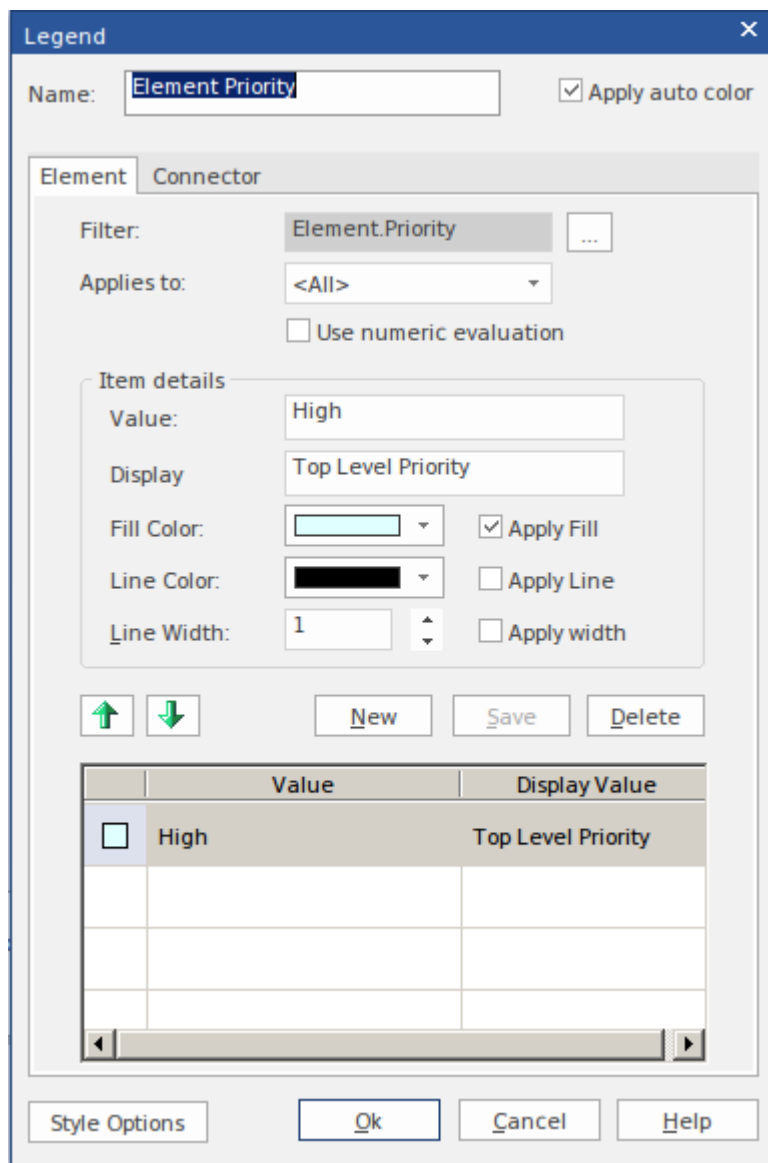 Legend
Name: Element Priority Apply auto color
Element Connector
Filter: Element.Priority ...
Applies to: <All>
Use numeric evaluation
Item details
Value: High
Display Top Level Priority
Fill Color: Apply Fill
Line Color: Apply Line
Line Width: 1 Apply width
New Save Delete
Value Display Value
High Top Level Priority
Style Options Ok Cancel Help